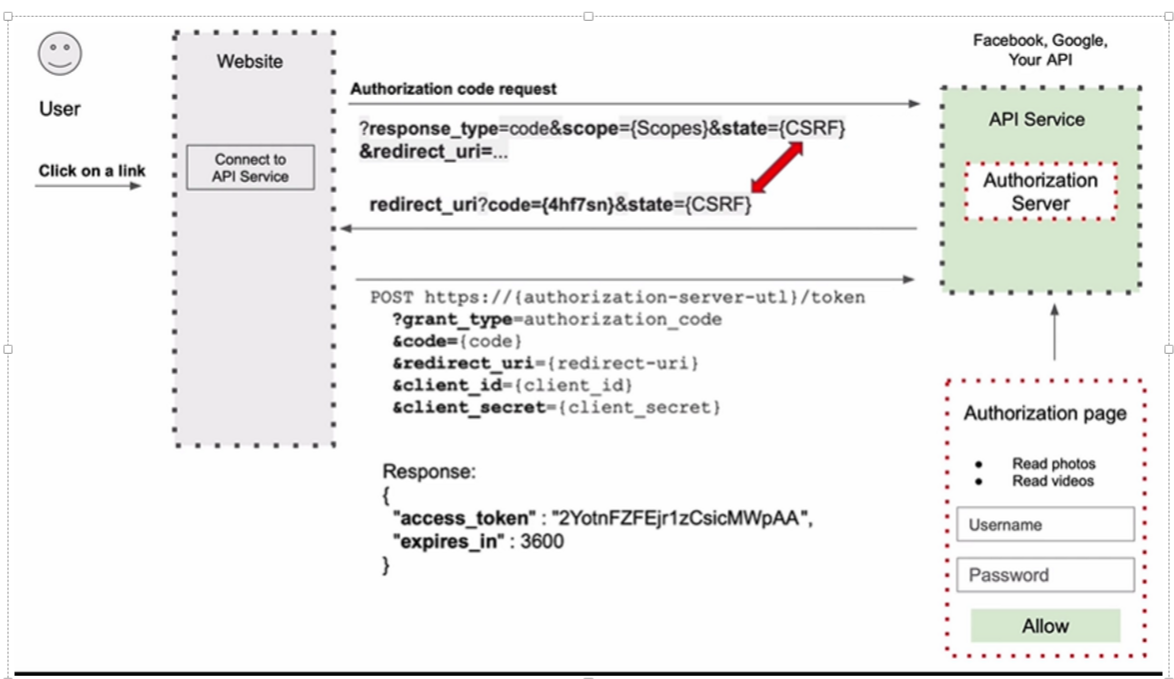 Facebook, Google,
Your API
User
Website
Authorization code request
API Service
?response_type=code&scope={Scopes}&state={CSRF}
&redirect_uri=...
Click on a link
Connect to
API Service
Authorization
Server
redirect_uri?code={4hf7sn}&state={CSRF}
POST https://{authorization-server-utl}/token
?grant_type=authorization_code
&code={code}
&redirect_uri={redirect-uri}
&client_id={client_id}
&client_secret={client_secret}
Authorization page
• Read photos
• Read videos
Username
Password
Allow
Response:
{
"access_token" : "2YotnFZFEjr1zCsicMWpAA",
"expires_in" : 3600
}